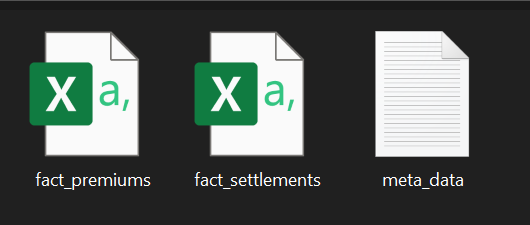 X a,
X a,
fact_premiums
fact_settlements
meta_data